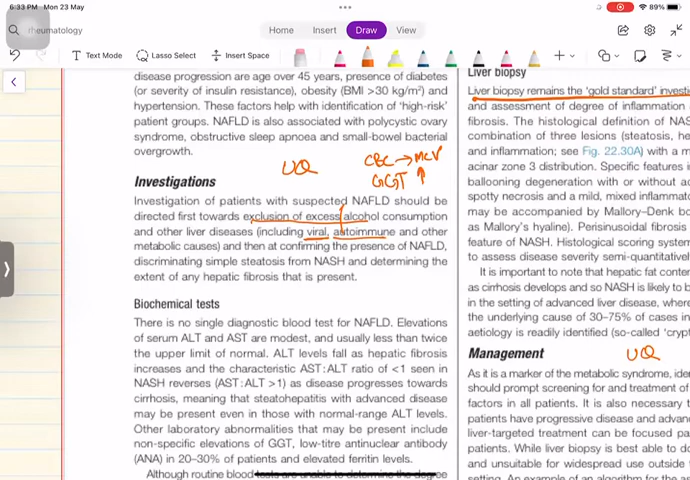 6:33 PM Mon 23 May
89%
rheumatology
Home Insert Draw View
Text Mode Lasso Select Insert Space
disease progression are age over 45 years, presence of diabetes
(or severity of insulin resistance), obesity (BMI >30 kg/m²) and
hypertension. These factors help with identification of 'high-risk'
patient groups. NAFLD is also associated with polycystic ovary
syndrome, obstructive sleep apnoea and small-bowel bacterial
overgrowth.
UQ
CBC → MCV
GGT ↑
Investigations
Investigation of patients with suspected NAFLD should be
directed first towards exclusion of excess alcohol consumption
and other liver diseases (including viral, autoimmune and other
metabolic causes) and then at confirming the presence of NAFLD,
discriminating simple steatosis from NASH and determining the
extent of any hepatic fibrosis that is present.
Biochemical tests
There is no single diagnostic blood test for NAFLD. Elevations
of serum ALT and AST are modest, and usually less than twice
the upper limit of normal. ALT levels fall as hepatic fibrosis
increases and the characteristic AST:ALT ratio of <1 seen in
NASH reverses (AST:ALT >1) as disease progresses towards
cirrhosis, meaning that steatohepatitis with advanced disease
may be present even in those with normal-range ALT levels.
Other laboratory abnormalities that may be present include
non-specific elevations of GGT, low-titre antinuclear antibody
(ANA) in 20–30% of patients and elevated ferritin levels.
Although routine blood tests are unable to determine the degree
Liver biopsy
Liver biopsy remains the 'gold standard' investi
and assessment of degree of inflammation
fibrosis. The histological definition of NAS
combination of three lesions (steatosis, he
and inflammation; see Fig. 22.30A) with a m
acinar zone 3 distribution. Specific features i
ballooning degeneration with or without ac
spotty necrosis and a mild, mixed inflammato
may be accompanied by Mallory–Denk bo
as Mallory's hyaline). Perisinusoidal fibrosis
feature of NASH. Histological scoring system
to assess disease severity semi-quantitativel
It is important to note that hepatic fat conten
as cirrhosis develops and so NASH is likely to b
in the setting of advanced liver disease, where
the underlying cause of 30–75% of cases in
aetiology is readily identified (so-called 'crypt
Management
UQ
As it is a marker of the metabolic syndrome, iden
should prompt screening for and treatment of
factors in all patients. It is also necessary t
patients have progressive disease and advan
liver-targeted treatment can be focused pa
patients. While liver biopsy is best able to do
and unsuitable for widespread use outside
setting. An example of an algorithm for the as